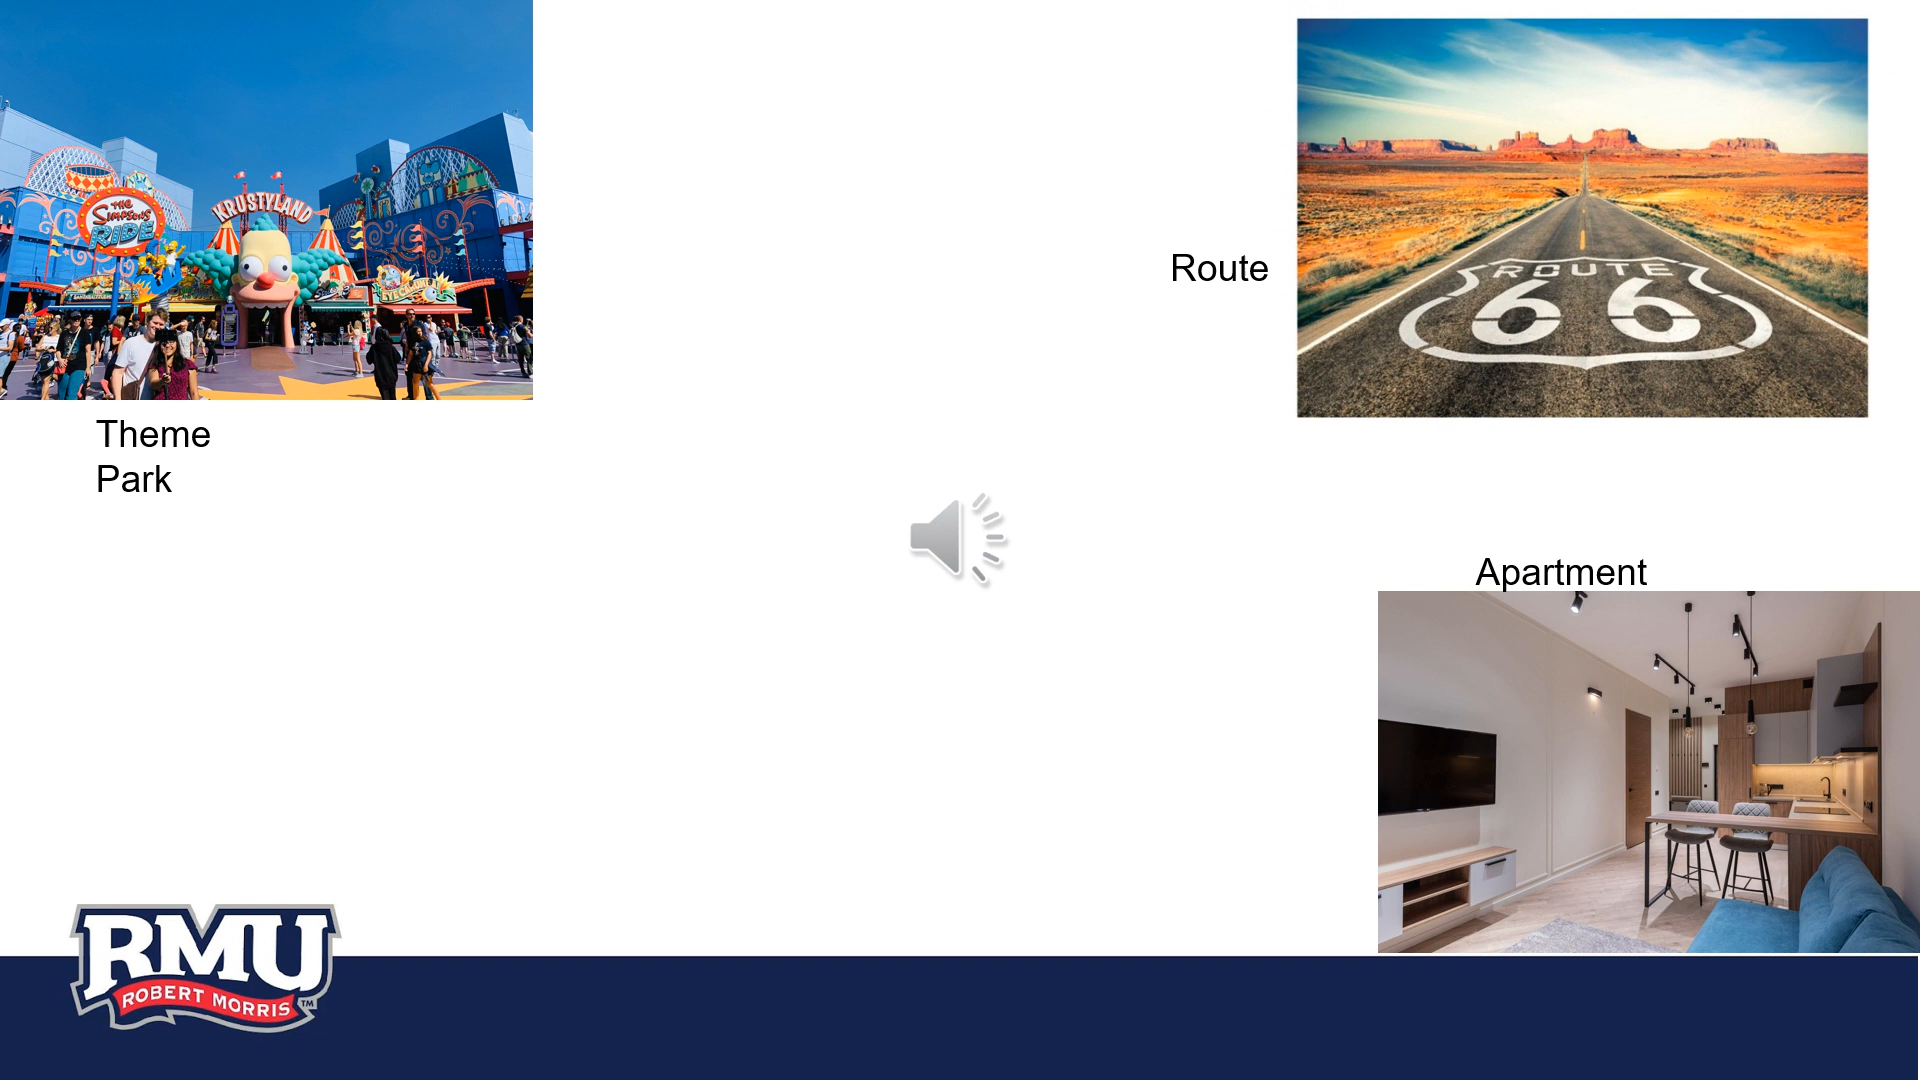 THE
SIMPSONS
RIDE
KRUSTYLAND
Theme
Park
Route
ROUTE
66
Apartment
RMU
ROBERT MORRIS
TM